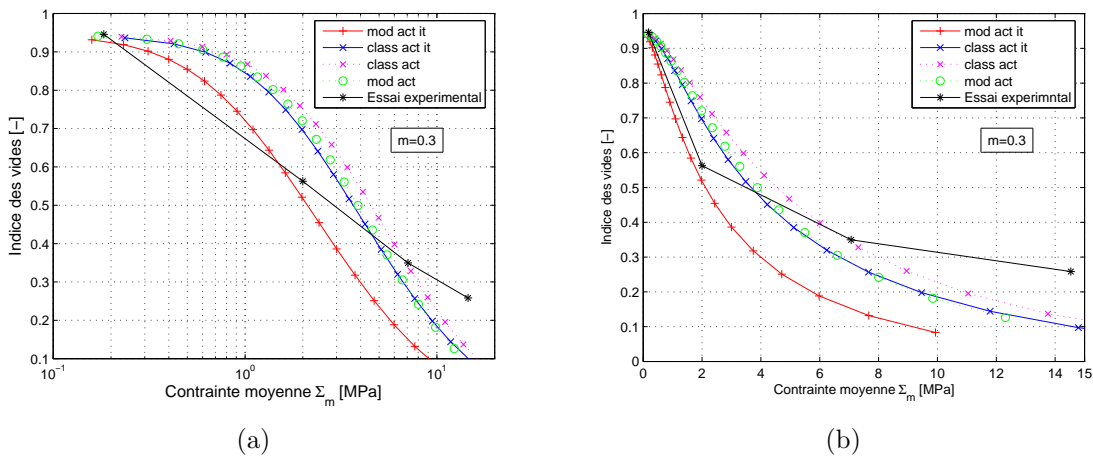 mod act it
class act it
class act
mod act
Essai experimental
m=0.3
Indice des vides [−]
1
0.9
0.8
0.7
0.6
0.5
0.4
0.3
0.2
0.1
10⁻¹
10⁰
10¹
Contrainte moyenne Σₘ [MPa]
(a)
mod act it
class act it
class act
mod act
Essai experimntal
m=0.3
Indice des vides [−]
1
0.9
0.8
0.7
0.6
0.5
0.4
0.3
0.2
0.1
0
0
2
4
6
8
10
12
14
15
Contrainte moyenne Σₘ [MPa]
(b)